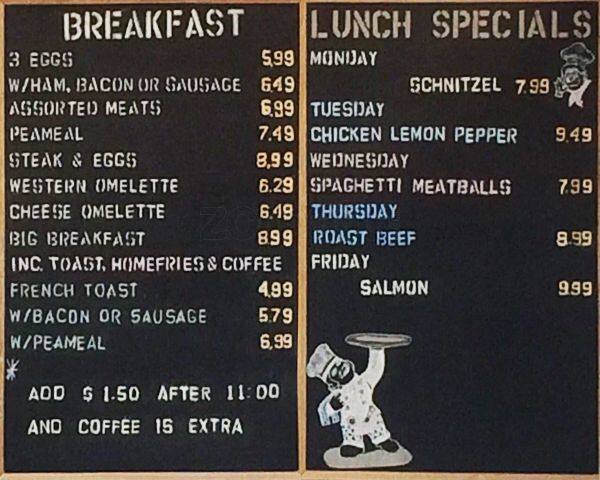 BREAKFAST
3 EGGS 5.99
W/HAM, BACON OR SAUSAGE 6.49
ASSORTED MEATS 6.99
PEAMEAL 7.49
STEAK & EGGS 8.99
WESTERN OMELETTE 6.29
CHEESE OMELETTE 6.49
BIG BREAKFAST 8.99
INC. TOAST, HOMEFRIES & COFFEE
FRENCH TOAST 4.99
W/BACON OR SAUSAGE 5.79
W/PEAMEAL 6.99
*
ADD $1.50 AFTER 11:00
AND COFFEE IS EXTRA
LUNCH SPECIALS
MONDAY
SCHNITZEL 7.99
TUESDAY
CHICKEN LEMON PEPPER 9.49
WEDNESDAY
SPAGHETTI MEATBALLS 7.99
THURSDAY
ROAST BEEF 8.99
FRIDAY
SALMON 9.99